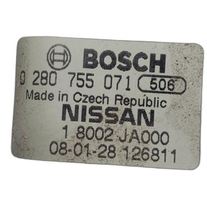 BOSCH
0 280 755 071 506
Made in Czech Republic
NISSAN
1 8002 JA000
08-01-28 126811